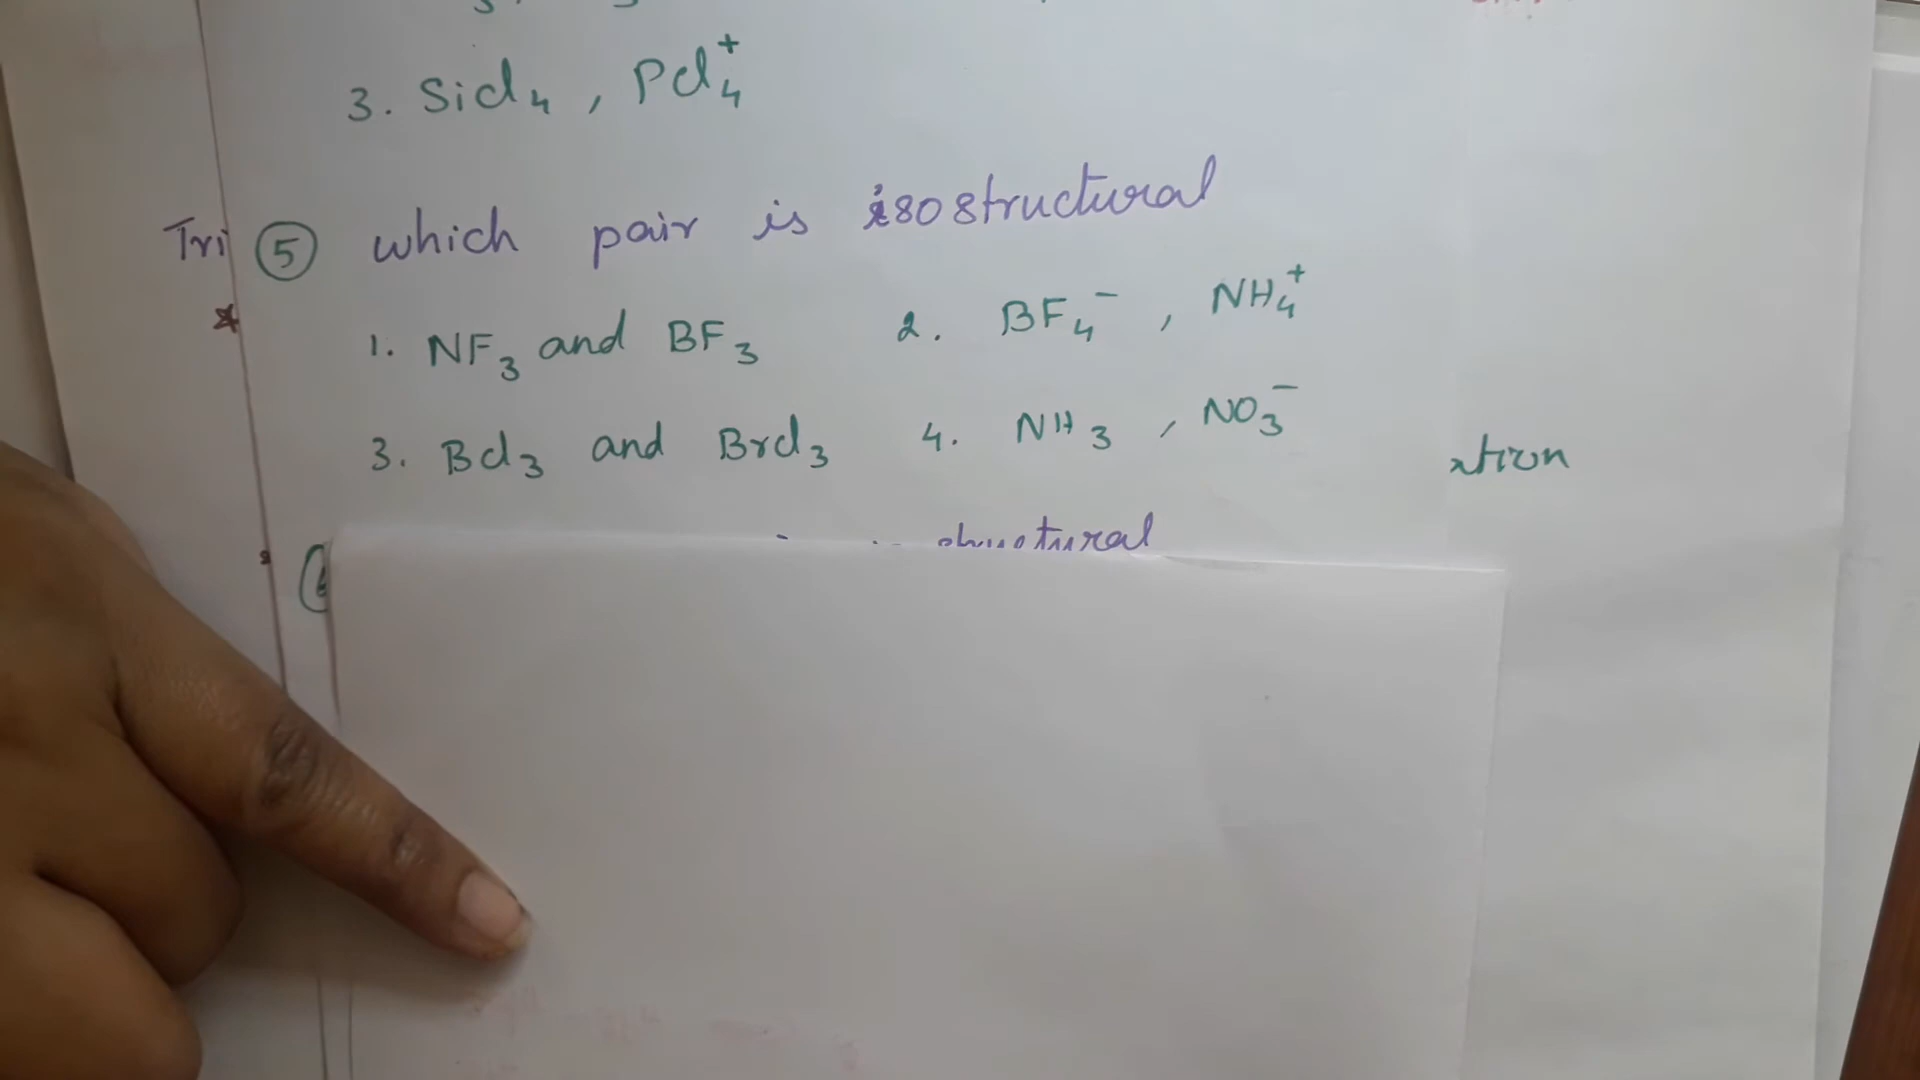 3. SiCl4 , PCl4+
Tri ⑤ which pair is isostructural
* 1. NF3 and BF3 2. BF4- , NH4+
3. BCl3 and BrCl3 4. NH3 , NO3-
ation